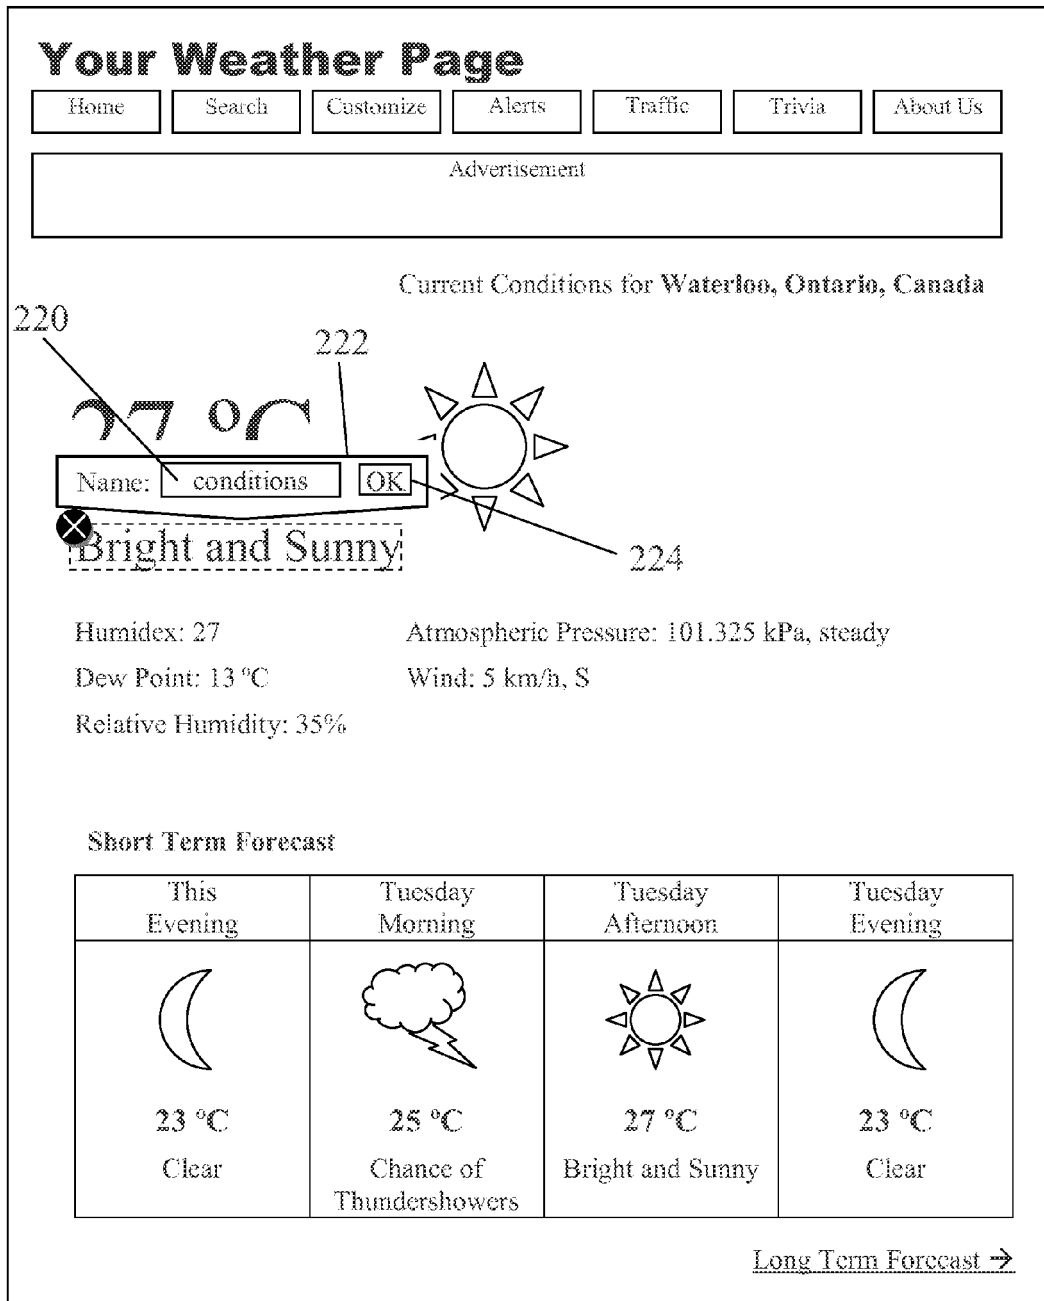 Your Weather Page
Home Search Customize Alerts Traffic Trivia About Us
Advertisement
Current Conditions for Waterloo, Ontario, Canada
220
222
27 °C
Name: conditions OK
Bright and Sunny
224
Humidex: 27 Atmospheric Pressure: 101.325 kPa, steady
Dew Point: 13 °C Wind: 5 km/h, S
Relative Humidity: 35%
Short Term Forecast
This Evening Tuesday Morning Tuesday Afternoon Tuesday Evening
23 °C 25 °C 27 °C 23 °C
Clear Chance of Thundershowers Bright and Sunny Clear
Long Term Forecast →